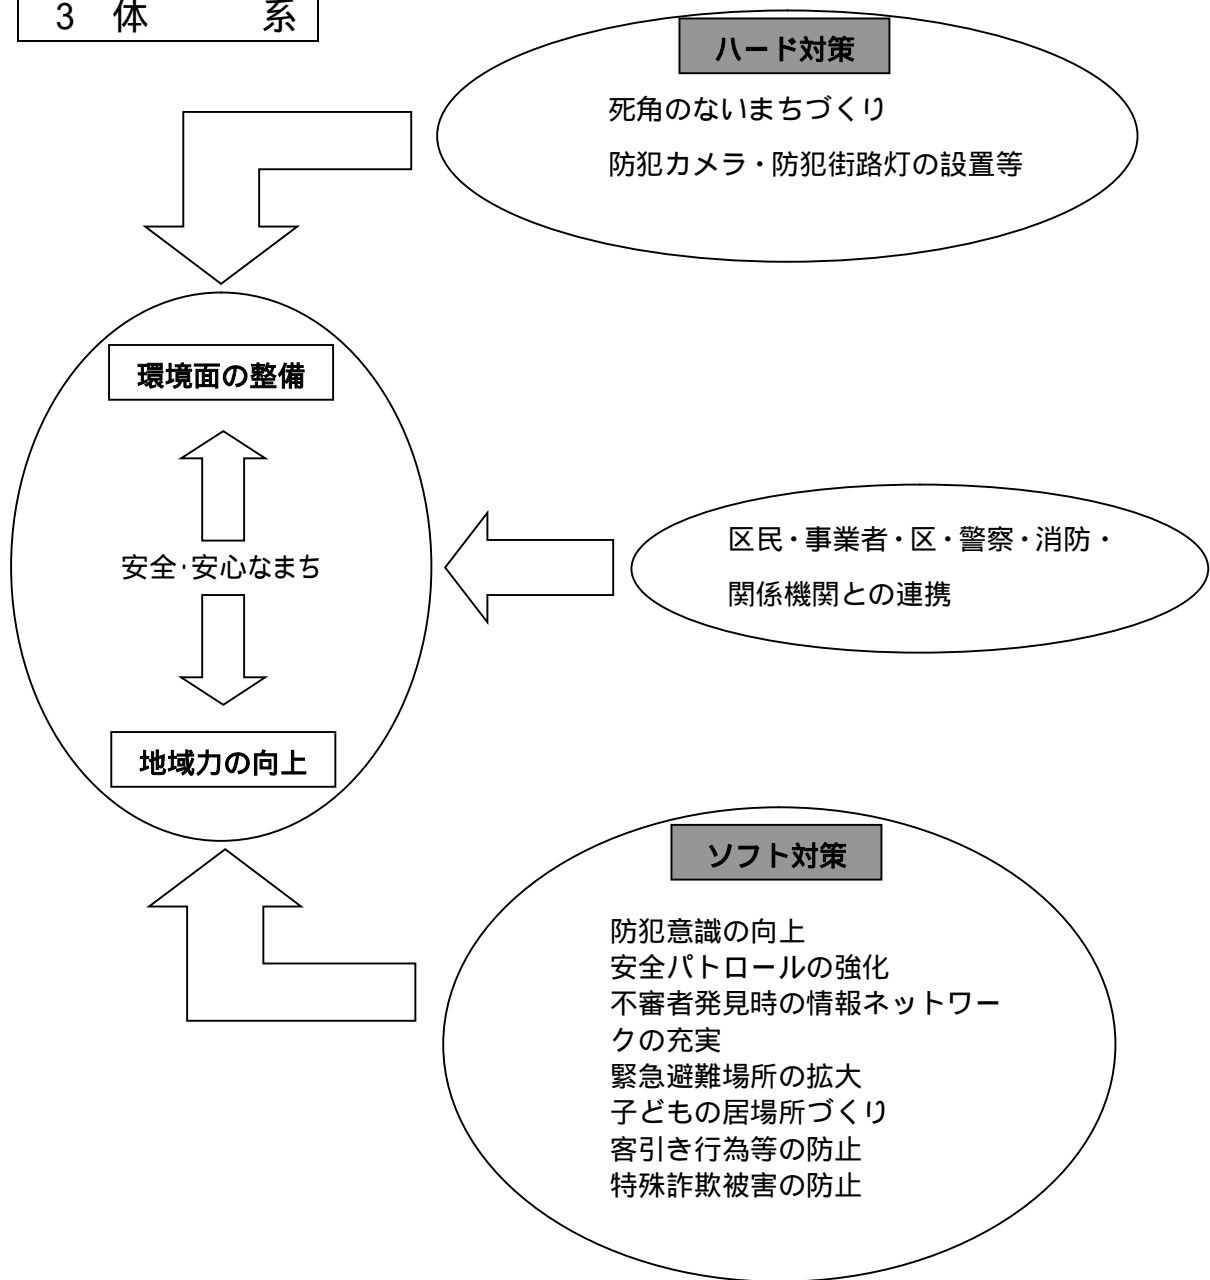 3 体 系
ハード対策
死角のないまちづくり
防犯カメラ・防犯街路灯の設置等
環境面の整備
安全・安心なまち
地域力の向上
区民・事業者・区・警察・消防・
関係機関との連携
ソフト対策
防犯意識の向上
安全パトロールの強化
不審者発見時の情報ネットワー
クの充実
緊急避難場所の拡大
子どもの居場所づくり
客引き行為等の防止
特殊詐欺被害の防止